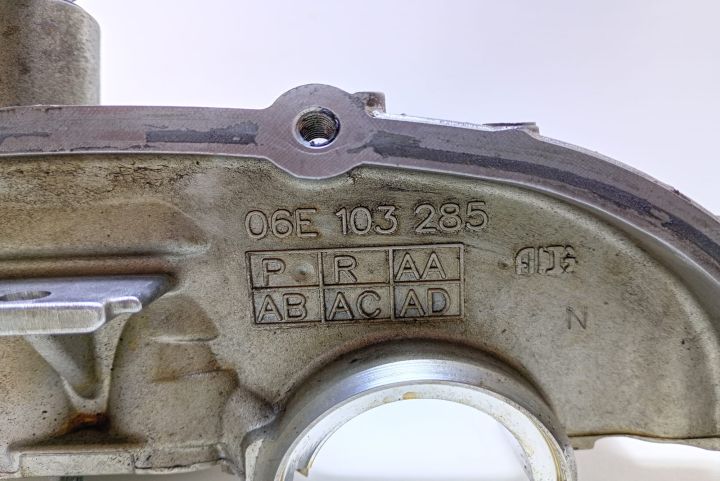 06E 103 285
P R AA
AB AC AD
N